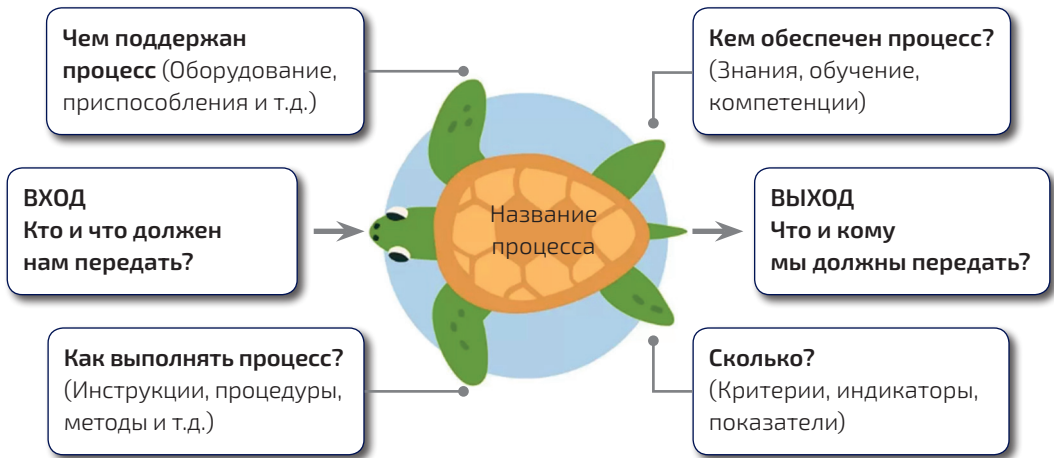 Чем поддержан
процесс (Оборудование,
приспособления и т.д.)
Кем обеспечен процесс?
(Знания, обучение,
компетенции)
ВХОД
Кто и что должен
нам передать?
Название
процесса
ВЫХОД
Что и кому
мы должны передать?
Как выполнять процесс?
(Инструкции, процедуры,
методы и т.д.)
Сколько?
(Критерии, индикаторы,
показатели)